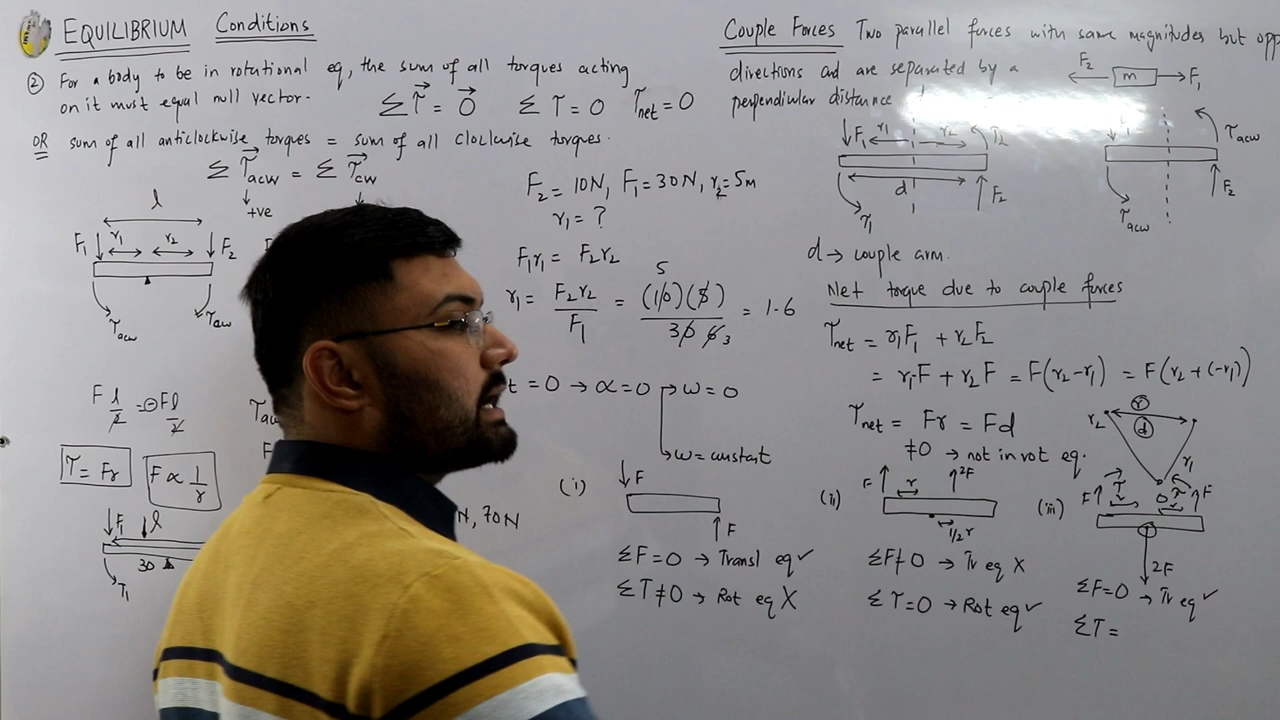 EQUILIBRIUM Conditions
② For a body to be in rotational eq, the sum of all torques acting
on it must equal null vector.
Στ⃗ = 0⃗ Στ = 0 τnet = 0
OR sum of all anticlockwise torques = sum of all Clockwise torques.
Στ⃗acw = Στ⃗cw
+ve
l
F₁ r₁ r₂ F₂
τacw
F l/2 = Fl/2
τ = Fr
F ∝ 1/r
F₁ l
30
τ₁
F₂ = 10N, F₁ = 30N, r₂ = 5m
r₁ = ?
F₁r₁ = F₂r₂
r₁ = F₂r₂/F₁ = (10)(5)/30 = 1.6
= 0 → α = 0 → ω = 0
→ ω = constant
N, 70N
(i) F
F
ΣF = 0 → Transl eq ✓
Στ ≠ 0 → Rot eq X
Couple Forces Two parallel forces with same magnitudes but opp
directions and are separated by a
perpendicular distance
F₂ m F₁
F₁ r₁ r₂ τ₂
d F₂
τ₁
τacw
F₂
τacw
d → couple arm.
Net torque due to couple forces
τnet = r₁F₁ + r₂F₂
= r₁F + r₂F = F(r₂-r₁) = F(r₂ + (-r₁))
τnet = Fr = Fd
≠0 → not in rot eq.
r₂ r d r₁
(ii) F r 2F
1/2 r
ΣF ≠ 0 → Tr eq X
Στ = 0 → Rot eq ✓
(iii) F F
2F
ΣF = 0 → Tr eq ✓
Στ =